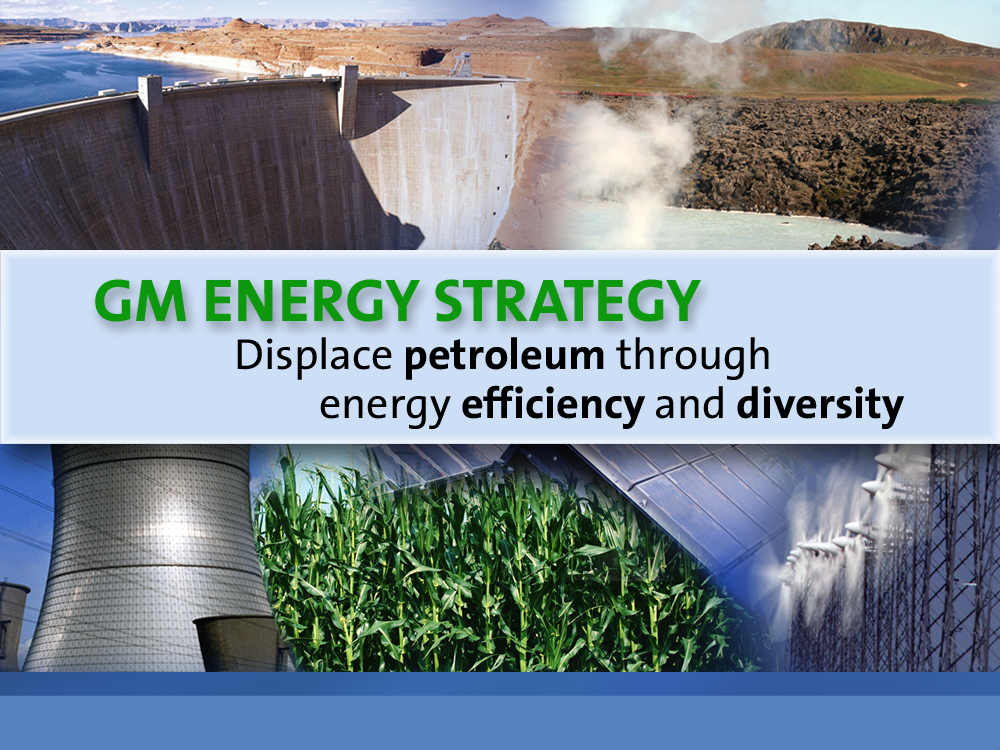 GM ENERGY STRATEGY
Displace petroleum through
energy efficiency and diversity